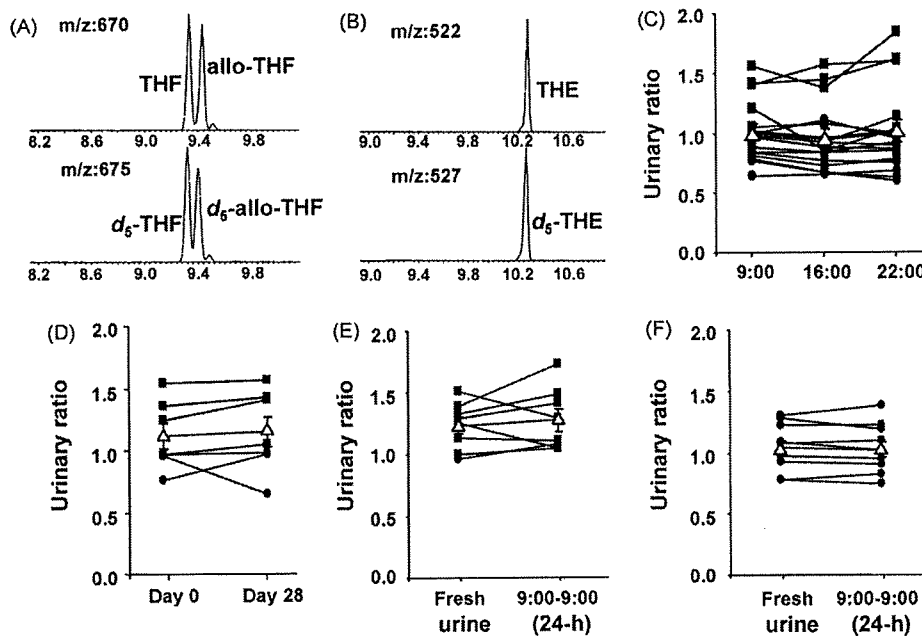 (A)
m/z:670
THF
allo-THF
8.2 8.6 9.0 9.4 9.8
m/z:675
d5-THF
d5-allo-THF
8.2 8.6 9.0 9.4 9.8
(B)
m/z:522
THE
9.0 9.4 9.8 10.2 10.6
m/z:527
d5-THE
9.0 9.4 9.8 10.2 10.6
(C)
Urinary ratio
2.0
1.5
1.0
0.5
0.0
9:00 16:00 22:00
(D)
Urinary ratio
2.0
1.5
1.0
0.5
0.0
Day 0 Day 28
(E)
Urinary ratio
2.0
1.5
1.0
0.5
0.0
Fresh 9:00-9:00
urine (24-h)
(F)
Urinary ratio
2.0
1.5
1.0
0.5
0.0
Fresh 9:00-9:00
urine (24-h)